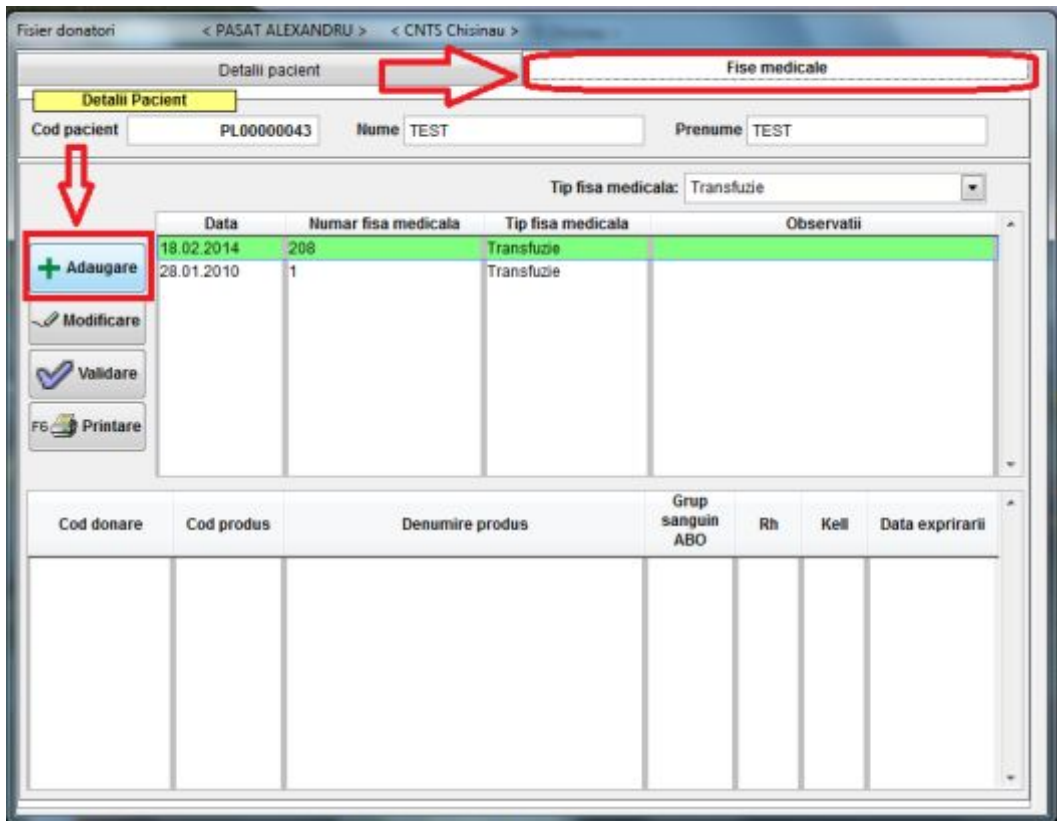 Fisier donatori < PASAT ALEXANDRU > < CNTS Chisinau >
Detalii pacient Fise medicale
Detalii Pacient
Cod pacient PL00000043 Nume TEST Prenume TEST
Tip fisa medicala: Transfuzie
Data Numar fisa medicala Tip fisa medicala Observatii
18.02.2014 208 Transfuzie
28.01.2010 1 Transfuzie
Adaugare
Modificare
Validare
F6 Printare
Cod donare Cod produs Denumire produs Grup sanguin ABO Rh Kell Data exprirarii